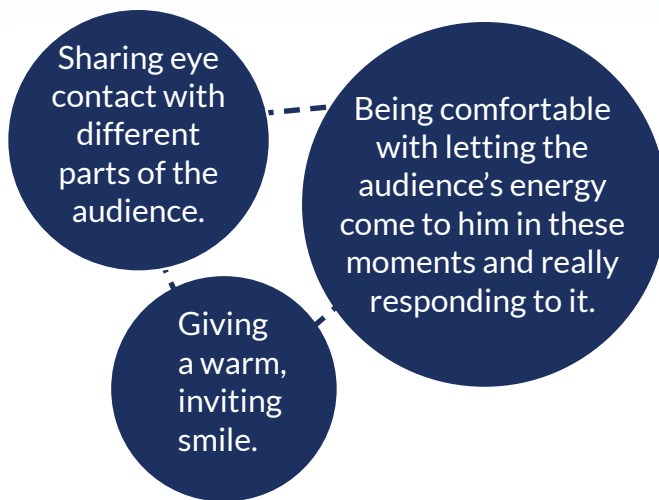 Sharing eye
contact with
different
parts of the
audience.
Being comfortable
with letting the
audience’s energy
come to him in these
moments and really
responding to it.
Giving
a warm,
inviting
smile.